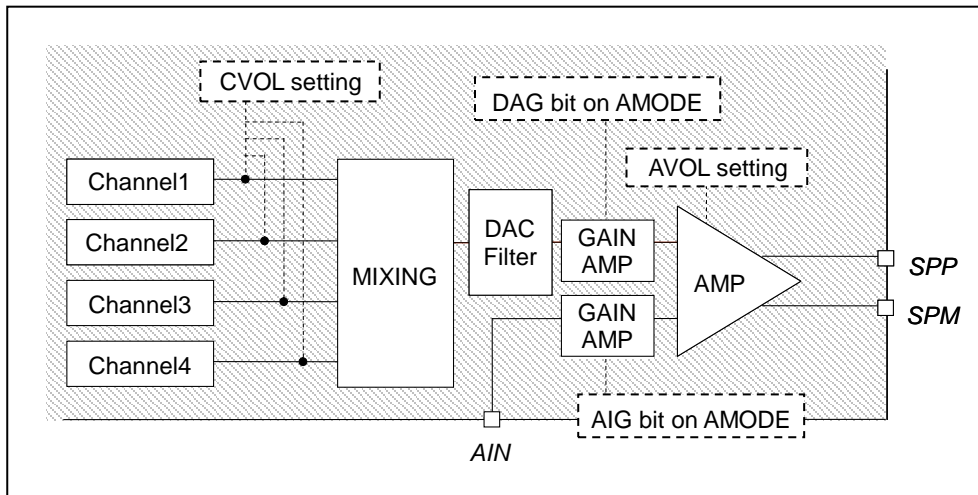 CVOL setting
DAG bit on AMODE
AVOL setting
Channel1
Channel2
Channel3
Channel4
MIXING
DAC
Filter
GAIN
AMP
GAIN
AMP
AMP
SPP
SPM
AIG bit on AMODE
AIN